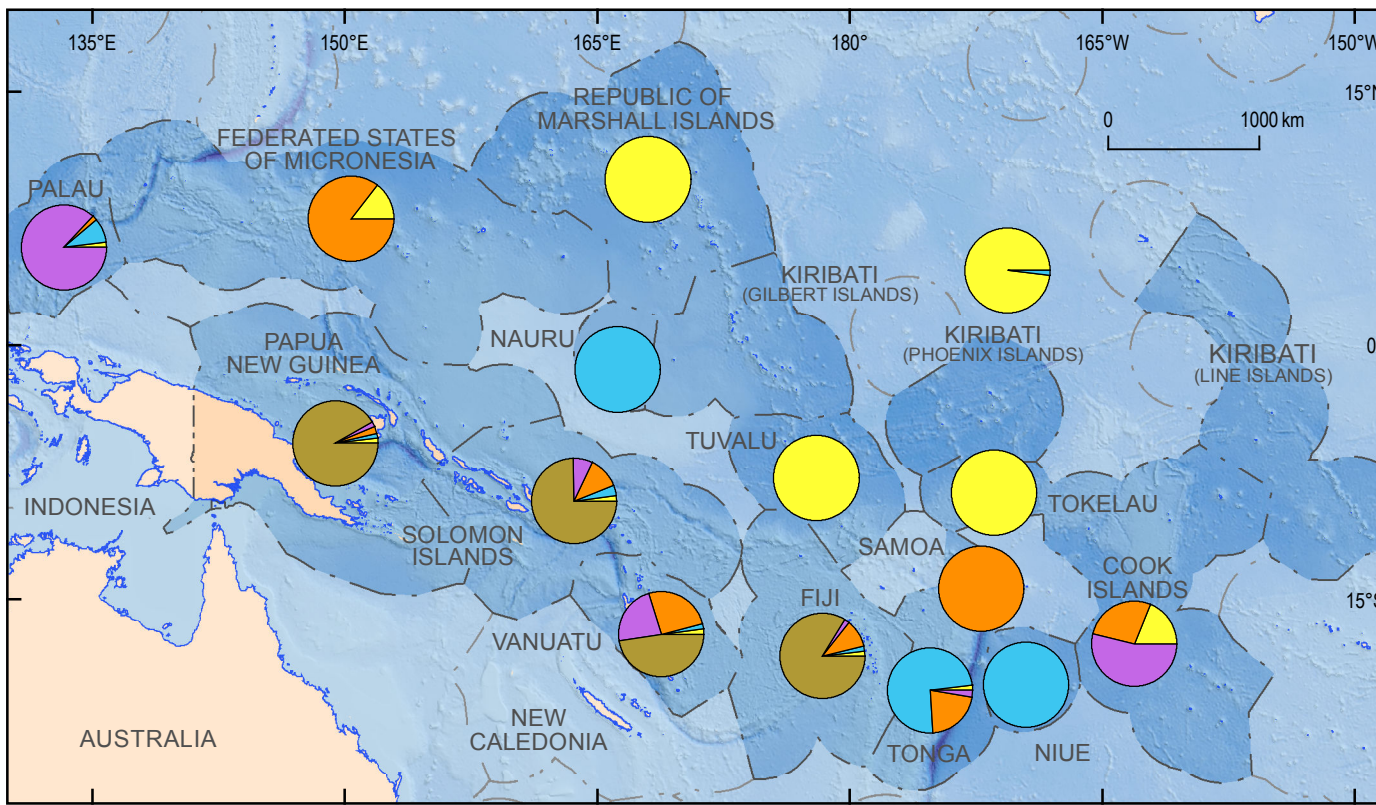 135°E 150°E 165°E 180° 165°W 150°W
15°N
0 1000 km
REPUBLIC OF
MARSHALL ISLANDS
FEDERATED STATES
OF MICRONESIA
PALAU
KIRIBATI
(GILBERT ISLANDS)
KIRIBATI
(PHOENIX ISLANDS)
KIRIBATI
(LINE ISLANDS)
0
NAURU
PAPUA
NEW GUINEA
TUVALU
TOKELAU
INDONESIA
SOLOMON
ISLANDS
SAMOA
COOK
ISLANDS
15°S
FIJI
VANUATU
NEW
CALEDONIA
AUSTRALIA
TONGA
NIUE